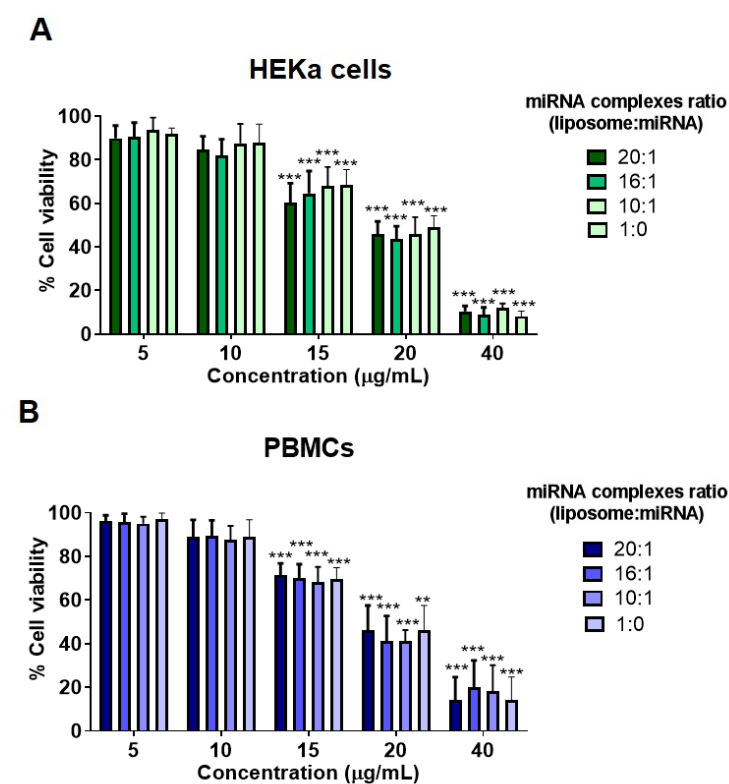 A
HEKa cells
miRNA complexes ratio
(liposome:miRNA)
20:1
16:1
10:1
1:0
% Cell viability
100
80
60
40
20
0
*** *** *** ***
*** *** *** ***
*** *** *** ***
5 10 15 20 40
Concentration (μg/mL)
B
PBMCs
miRNA complexes ratio
(liposome:miRNA)
20:1
16:1
10:1
1:0
% Cell viability
100
80
60
40
20
0
*** *** *** ***
*** *** *** **
*** *** *** ***
5 10 15 20 40
Concentration (μg/mL)